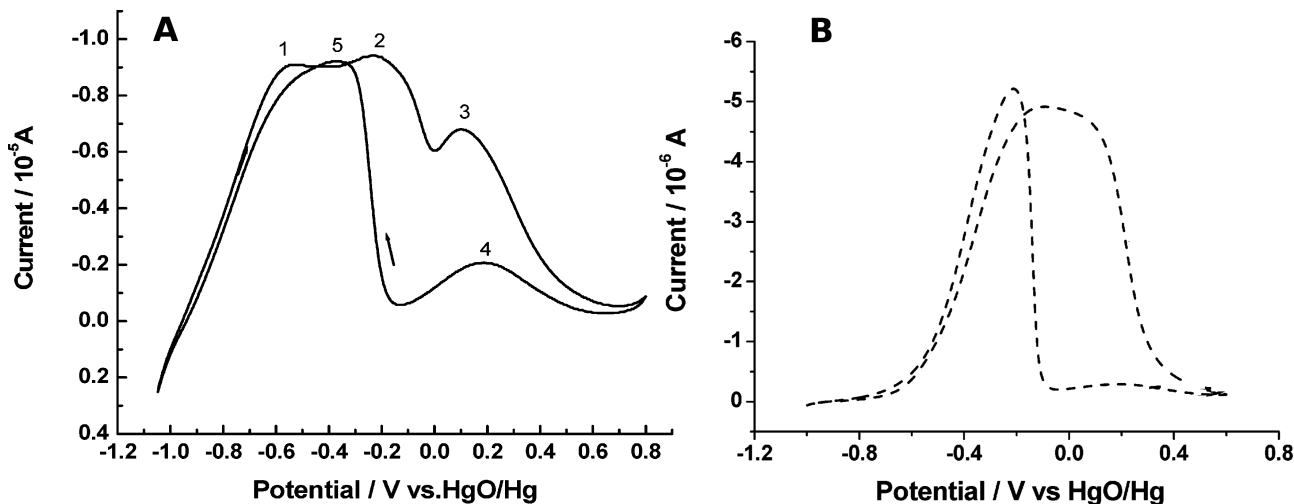 A
-1.0
-0.8
-0.6
-0.4
-0.2
0.0
0.2
0.4
Current / 10⁻⁵A
1
5
2
3
4
-1.2 -1.0 -0.8 -0.6 -0.4 -0.2 0.0 0.2 0.4 0.6 0.8
Potential / V vs.HgO/Hg
B
-6
-5
-4
-3
-2
-1
0
Current / 10⁻⁶ A
-1.2 -0.8 -0.4 0.0 0.4 0.8
Potential / V vs HgO/Hg